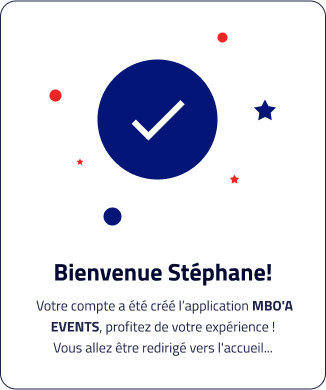 Bienvenue Stéphane!
Votre compte a été créé l'application MBO'A
EVENTS, profitez de votre expérience !
Vous allez être redirigé vers l'accueil...